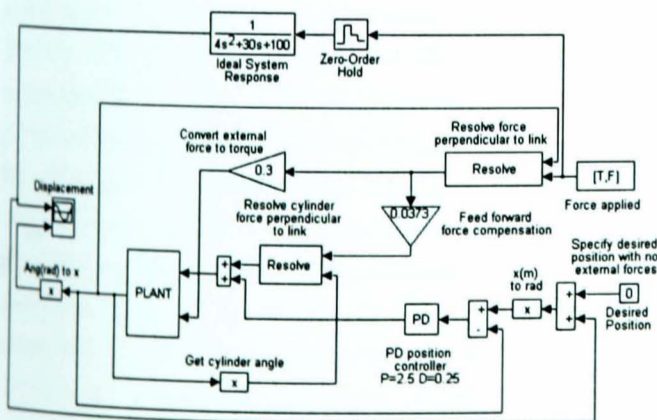 1
4s²+30s+100
Ideal System
Response
Zero-Order
Hold
Convert external
force to torque
0.3
Resolve force
perpendicular to link
Resolve
[T,F]
Force applied
Displacement
Resolve cylinder
force perpendicular
to link
0.0373
Feed forward
force compensation
Specify desired
position with no
external forces
Ang(rad) to x
x
PLANT
+
+
Resolve
x(m)
to rad
PD
+
-
x
+
+
0
Desired
Position
Get cylinder angle
x
PD position
controller
P=2.5 D=0.25